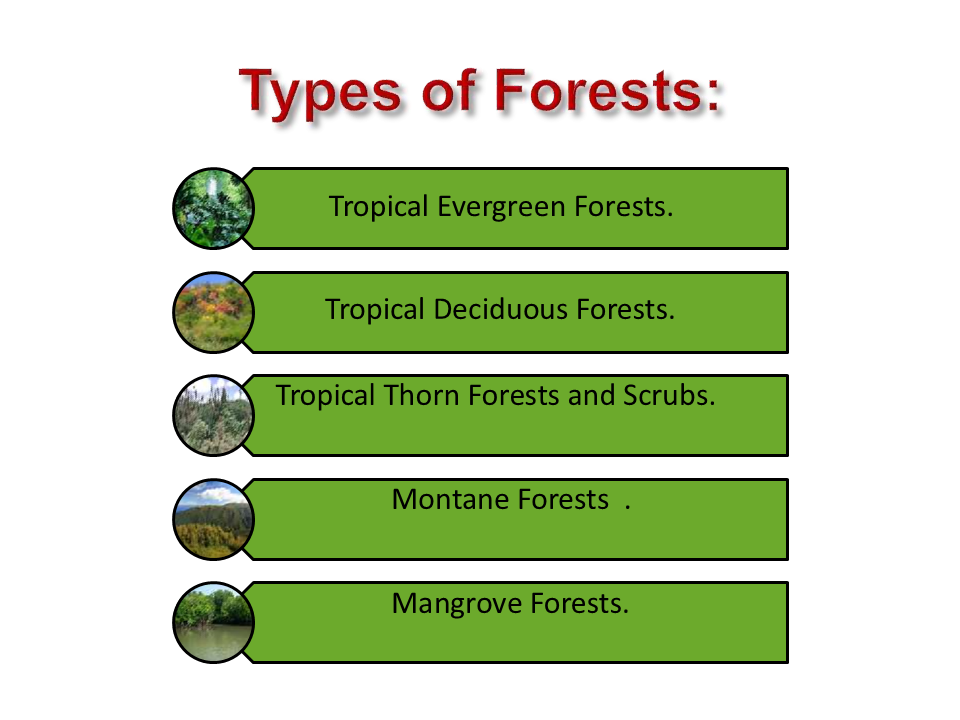 Types of Forests:
Tropical Evergreen Forests.
Tropical Deciduous Forests.
Tropical Thorn Forests and Scrubs.
Montane Forests  .
Mangrove Forests.